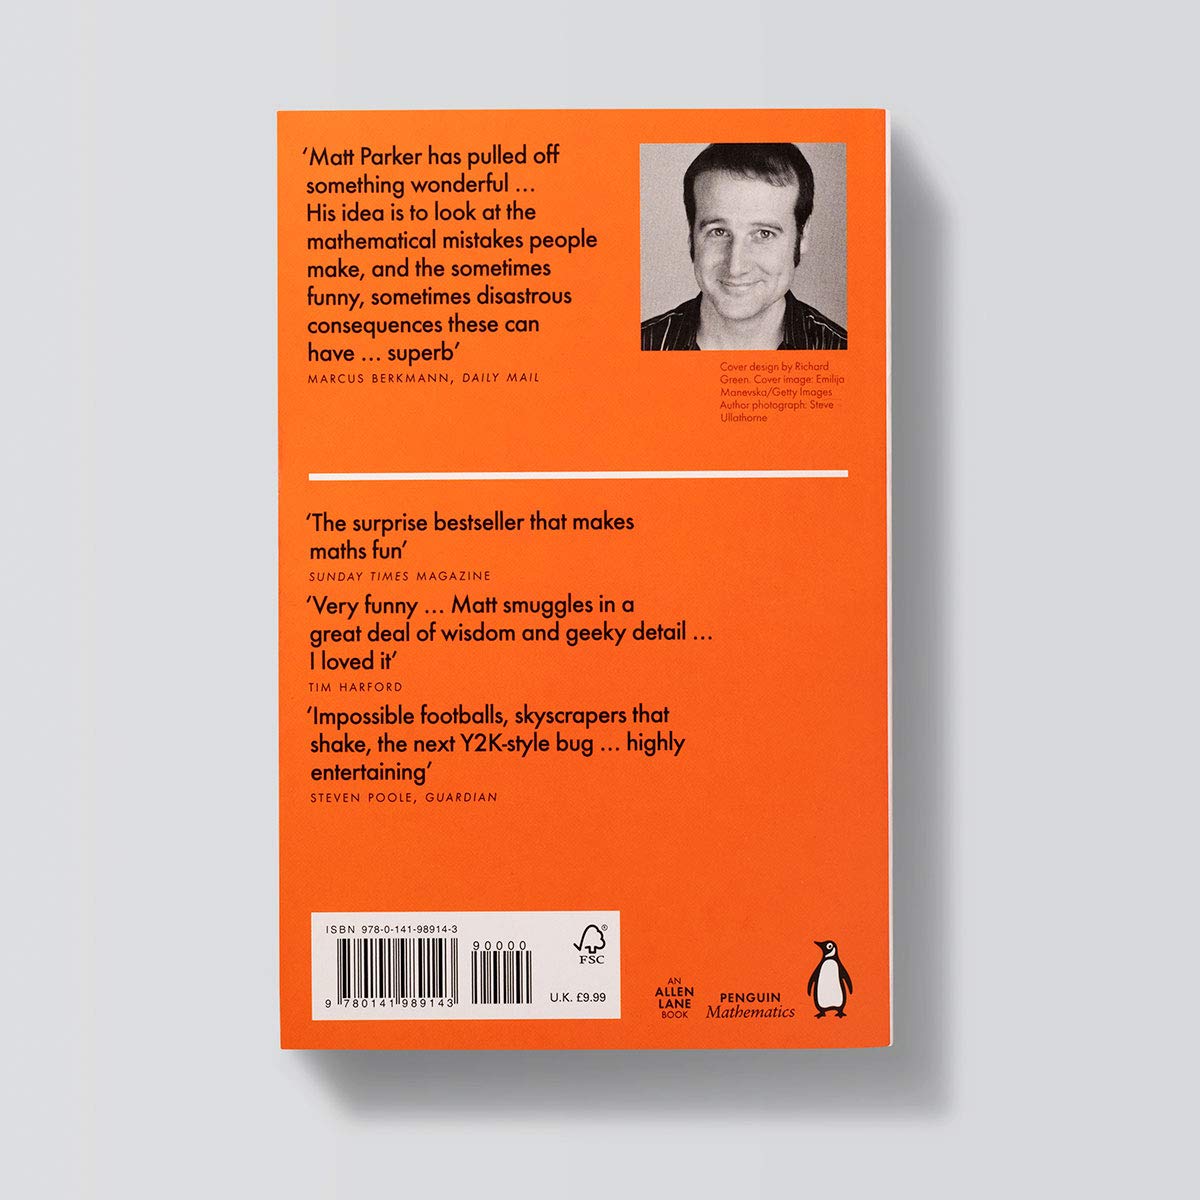 ‘Matt Parker has pulled off
something wonderful ...
His idea is to look at the
mathematical mistakes people
make, and the sometimes
funny, sometimes disastrous
consequences these can
have ... superb’
MARCUS BERKMANN, DAILY MAIL
Cover design by Richard
Green. Cover image: Emilija
Manevska/Getty Images
Author photograph: Steve
Ullathorne
‘The surprise bestseller that makes
maths fun’
SUNDAY TIMES MAGAZINE
‘Very funny ... Matt smuggles in a
great deal of wisdom and geeky detail ...
I loved it’
TIM HARFORD
‘Impossible footballs, skyscrapers that
shake, the next Y2K-style bug ... highly
entertaining’
STEVEN POOLE, GUARDIAN
ISBN 978-0-141-98914-3
90000
9 780141 989143
®
FSC
U.K. £9.99
AN
ALLEN
LANE
BOOK
PENGUIN
Mathematics